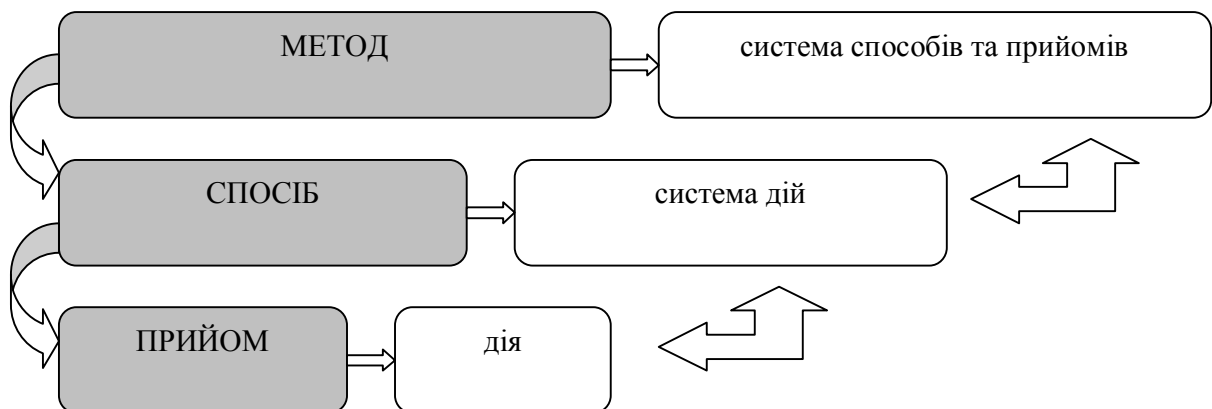 МЕТОД
система способів та прийомів
СПОСІБ
система дій
ПРИЙОМ
дія